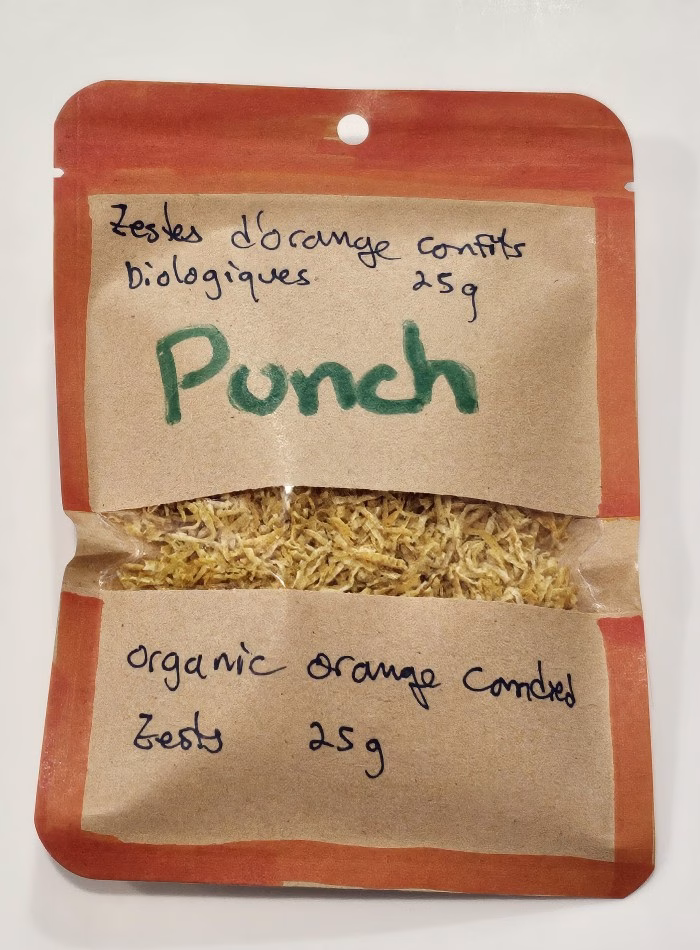 Zestes d'orange confits
biologiques 25g
Punch
organic orange candied
Zests 25g